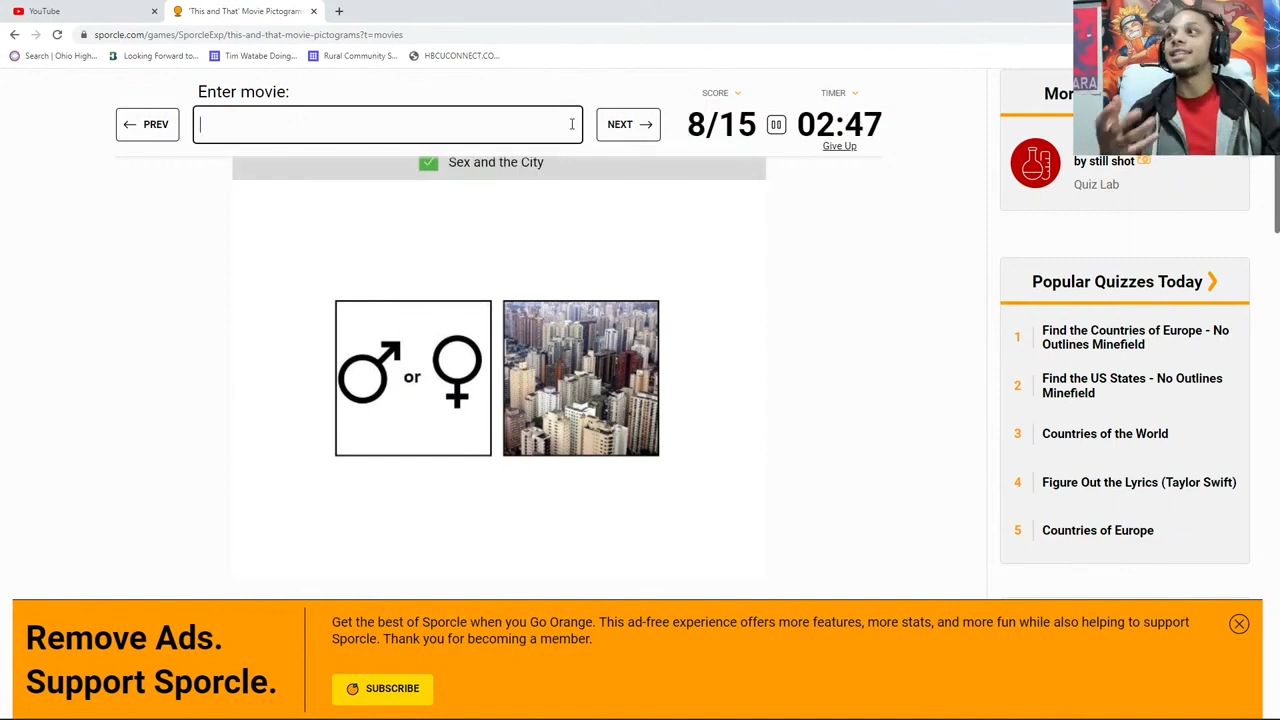 YouTube
'This and That' Movie Pictogram
sporcle.com/games/SporcleExp/this-and-that-movie-pictograms?t=movies
Search | Ohio High...
Looking Forward to...
Tim Watabe Doing...
Rural Community S...
HBCUCONNECT.CO...
Enter movie:
PREV
NEXT
SCORE
8/15
TIMER
02:47
Give Up
Sex and the City
or
Mor
by still shot
Quiz Lab
Popular Quizzes Today
1 Find the Countries of Europe - No
Outlines Minefield
2 Find the US States - No Outlines
Minefield
3 Countries of the World
4 Figure Out the Lyrics (Taylor Swift)
5 Countries of Europe
Remove Ads.
Support Sporcle.
Get the best of Sporcle when you Go Orange. This ad-free experience offers more features, more stats, and more fun while also helping to support
Sporcle. Thank you for becoming a member.
SUBSCRIBE